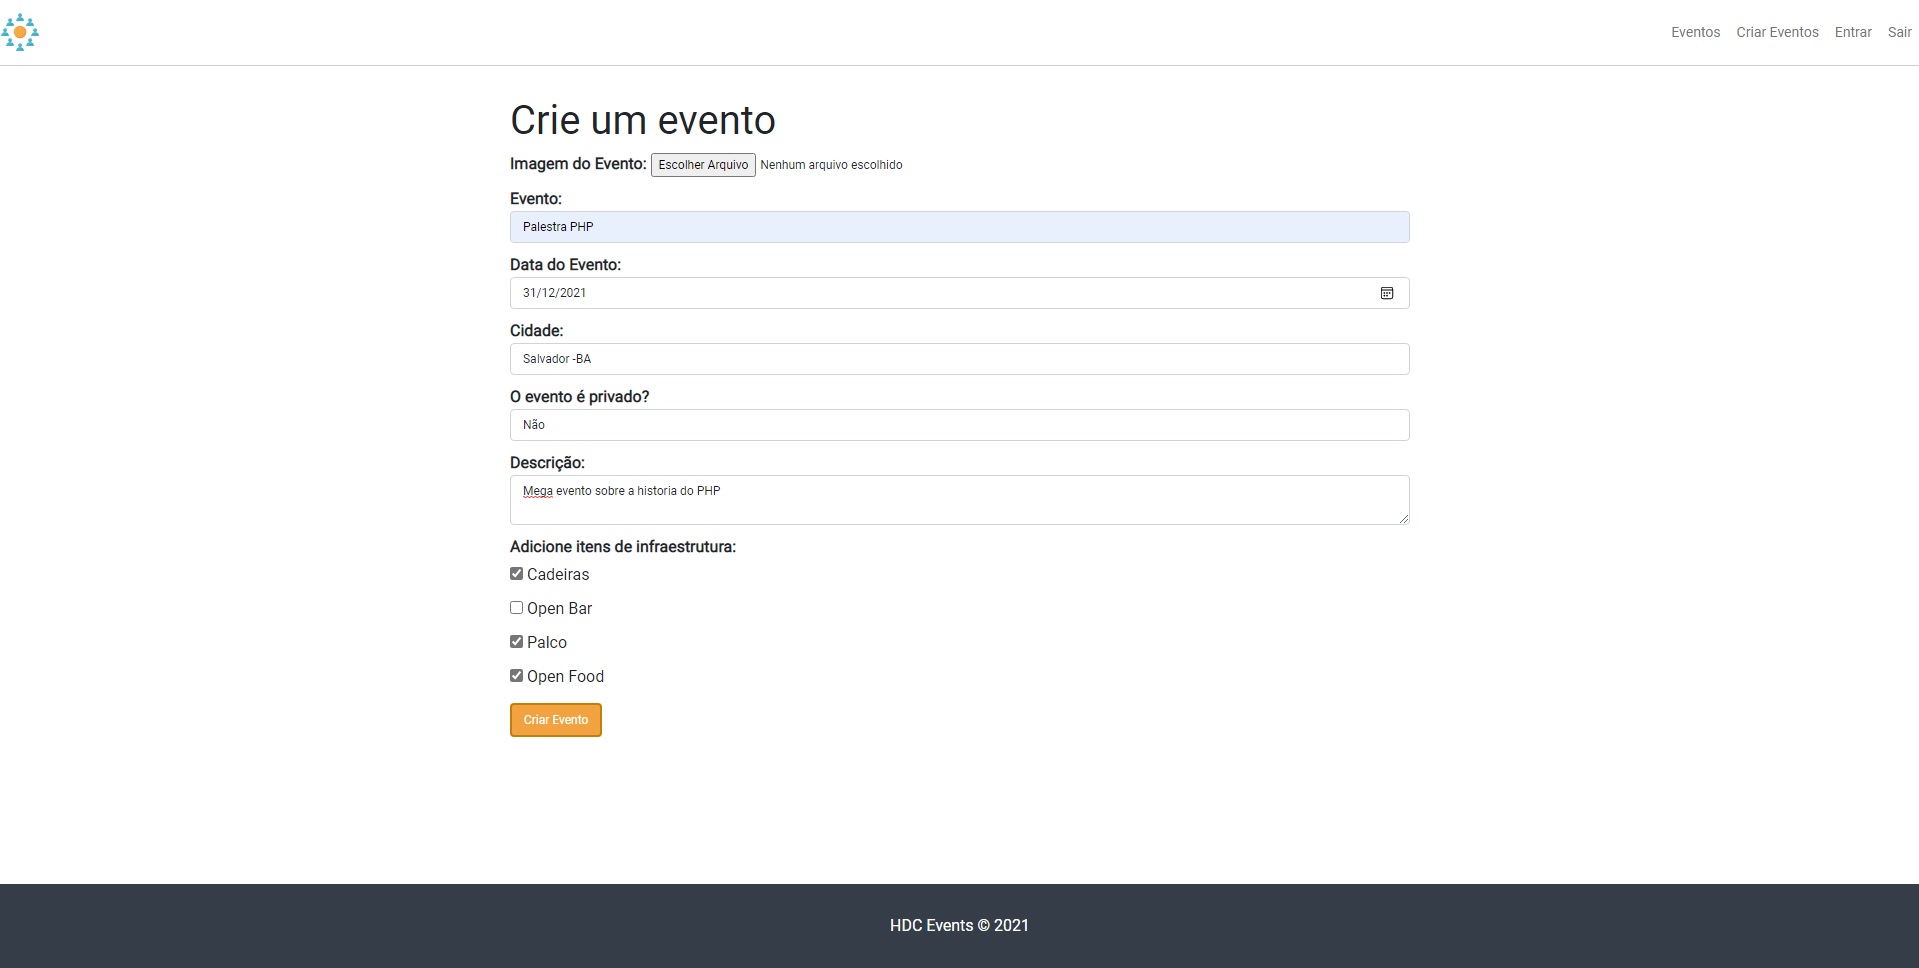 Eventos Criar Eventos Entrar Sair
Crie um evento
Imagem do Evento: Escolher Arquivo Nenhum arquivo escolhido
Evento:
Palestra PHP
Data do Evento:
31/12/2021
Cidade:
Salvador -BA
O evento é privado?
Não
Descrição:
Mega evento sobre a historia do PHP
Adicione itens de infraestrutura:
Cadeiras
Open Bar
Palco
Open Food
Criar Evento
HDC Events © 2021